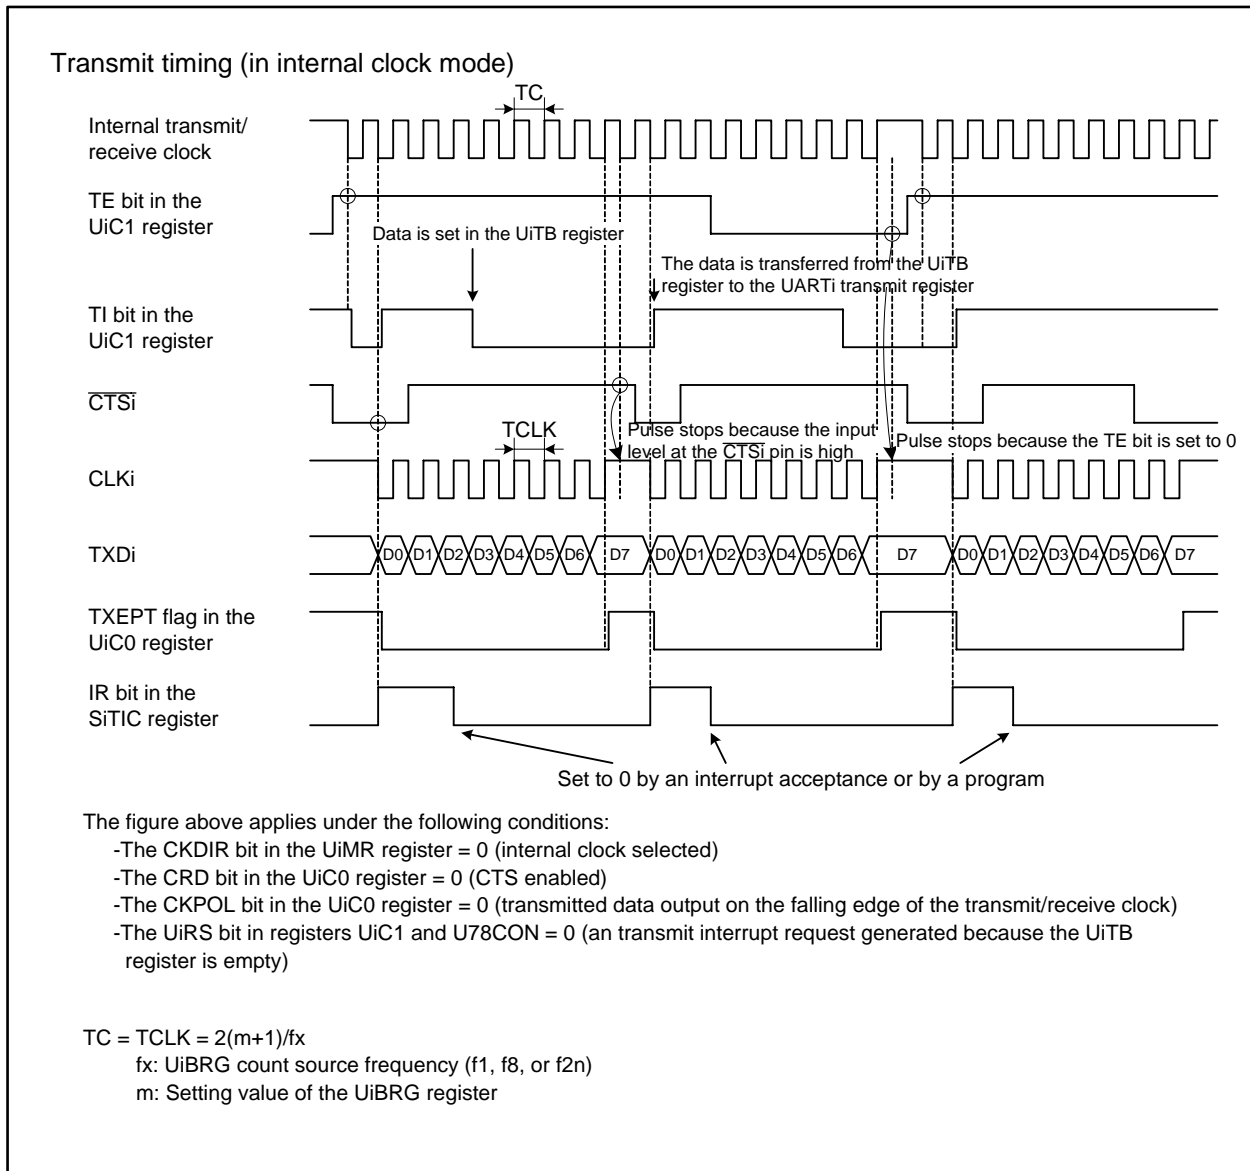 Transmit timing (in internal clock mode)
TC
Internal transmit/
receive clock
TE bit in the
UiC1 register
Data is set in the UiTB register
The data is transferred from the UiTB
register to the UARTi transmit register
TI bit in the
UiC1 register
CTSi
TCLK
Pulse stops because the input
level at the CTSi pin is high
Pulse stops because the TE bit is set to 0
CLKi
TXDi
D0 D1 D2 D3 D4 D5 D6 D7 D0 D1 D2 D3 D4 D5 D6 D7 D0 D1 D2 D3 D4 D5 D6 D7
TXEPT flag in the
UiC0 register
IR bit in the
SiTIC register
Set to 0 by an interrupt acceptance or by a program
The figure above applies under the following conditions:
-The CKDIR bit in the UiMR register = 0 (internal clock selected)
-The CRD bit in the UiC0 register = 0 (CTS enabled)
-The CKPOL bit in the UiC0 register = 0 (transmitted data output on the falling edge of the transmit/receive clock)
-The UiRS bit in registers UiC1 and U78CON = 0 (an transmit interrupt request generated because the UiTB
register is empty)
TC = TCLK = 2(m+1)/fx
fx: UiBRG count source frequency (f1, f8, or f2n)
m: Setting value of the UiBRG register